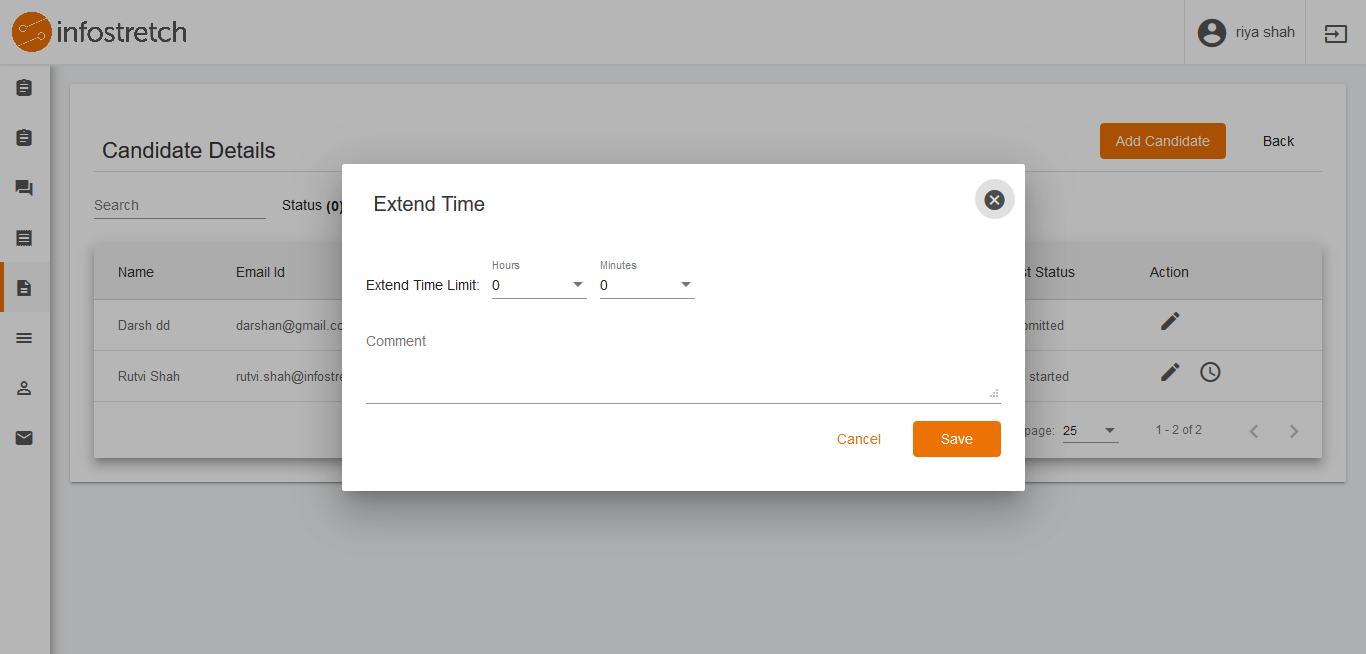 infostretch
riya shah
Candidate Details
Add Candidate
Back
Search
Status (0)
Extend Time
Name
Email Id
Status
Action
Extend Time Limit:
Hours
0
Minutes
0
Darsh dd
darshan@gmail.co
Comment
Rutvi Shah
rutvi.shah@infostre
started
page:
25
1 - 2 of 2
Cancel
Save